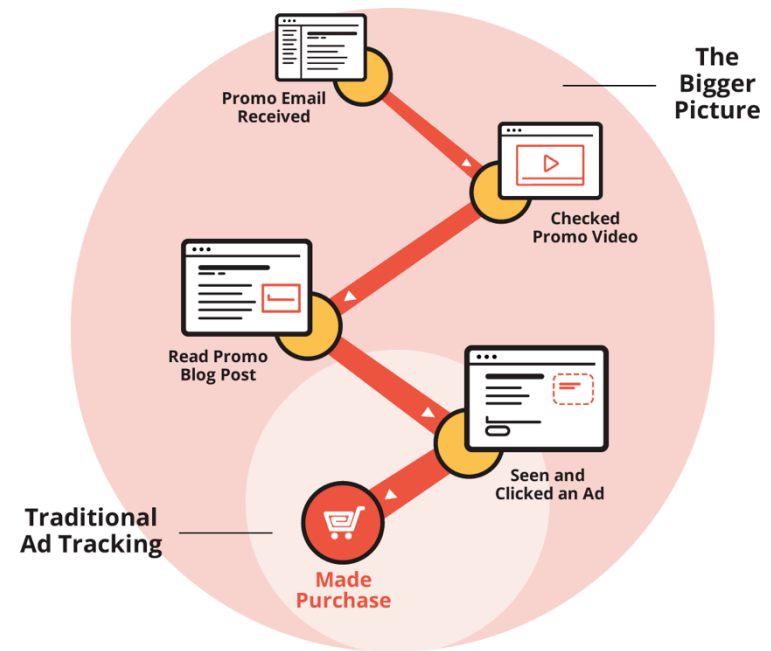 The
Bigger
Picture
Promo Email
Received
Checked
Promo Video
Read Promo
Blog Post
Seen and
Clicked an Ad
Traditional
Ad Tracking
Made
Purchase